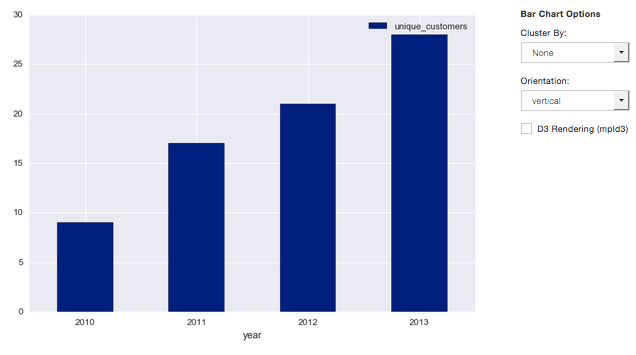 30
25
20
15
10
5
0
unique_customers
2010 2011 2012 2013
year
Bar Chart Options
Cluster By:
None
Orientation:
vertical
D3 Rendering (mpld3)